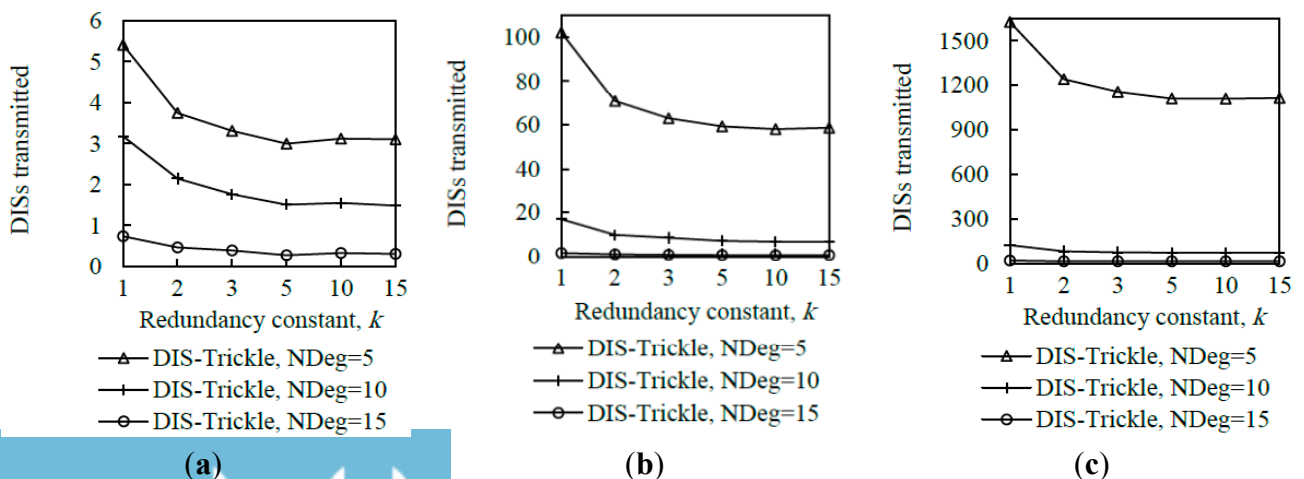 6
5
4
3
2
1
0
DISs transmitted
1 2 3 5 10 15
Redundancy constant, k
DIS-Trickle, NDeg=5
DIS-Trickle, NDeg=10
DIS-Trickle, NDeg=15
(a)
100
80
60
40
20
0
DISs transmitted
1 2 3 5 10 15
Redundancy constant, k
DIS-Trickle, NDeg=5
DIS-Trickle, NDeg=10
DIS-Trickle, NDeg=15
(b)
1500
1200
900
600
300
0
DISs transmitted
1 2 3 5 10 15
Redundancy constant, k
DIS-Trickle, NDeg=5
DIS-Trickle, NDeg=10
DIS-Trickle, NDeg=15
(c)